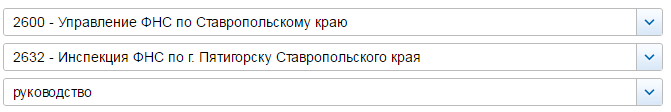 2600 - Управление ФНС по Ставропольскому краю
2632 - Инспекция ФНС по г. Пятигорску Ставропольского края
руководство